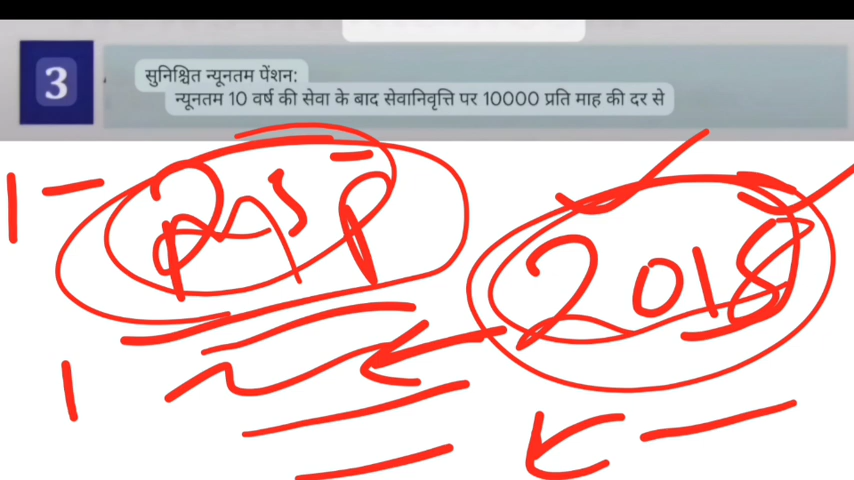 3
सुनिश्चित न्यूनतम पेंशन:
न्यूनतम 10 वर्ष की सेवा के बाद सेवानिवृत्ति पर 10000 प्रति माह की दर से
2018